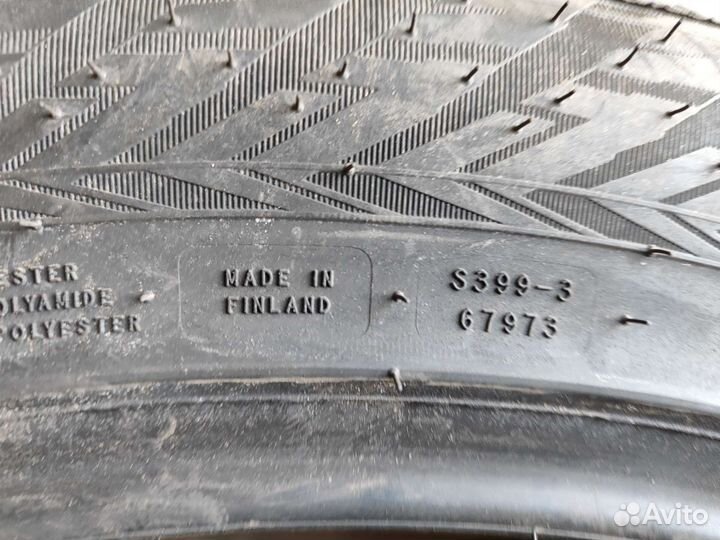 ESTER
OLYAMIDE
POLYESTER
MADE IN
FINLAND
S399-3
67973
Avito